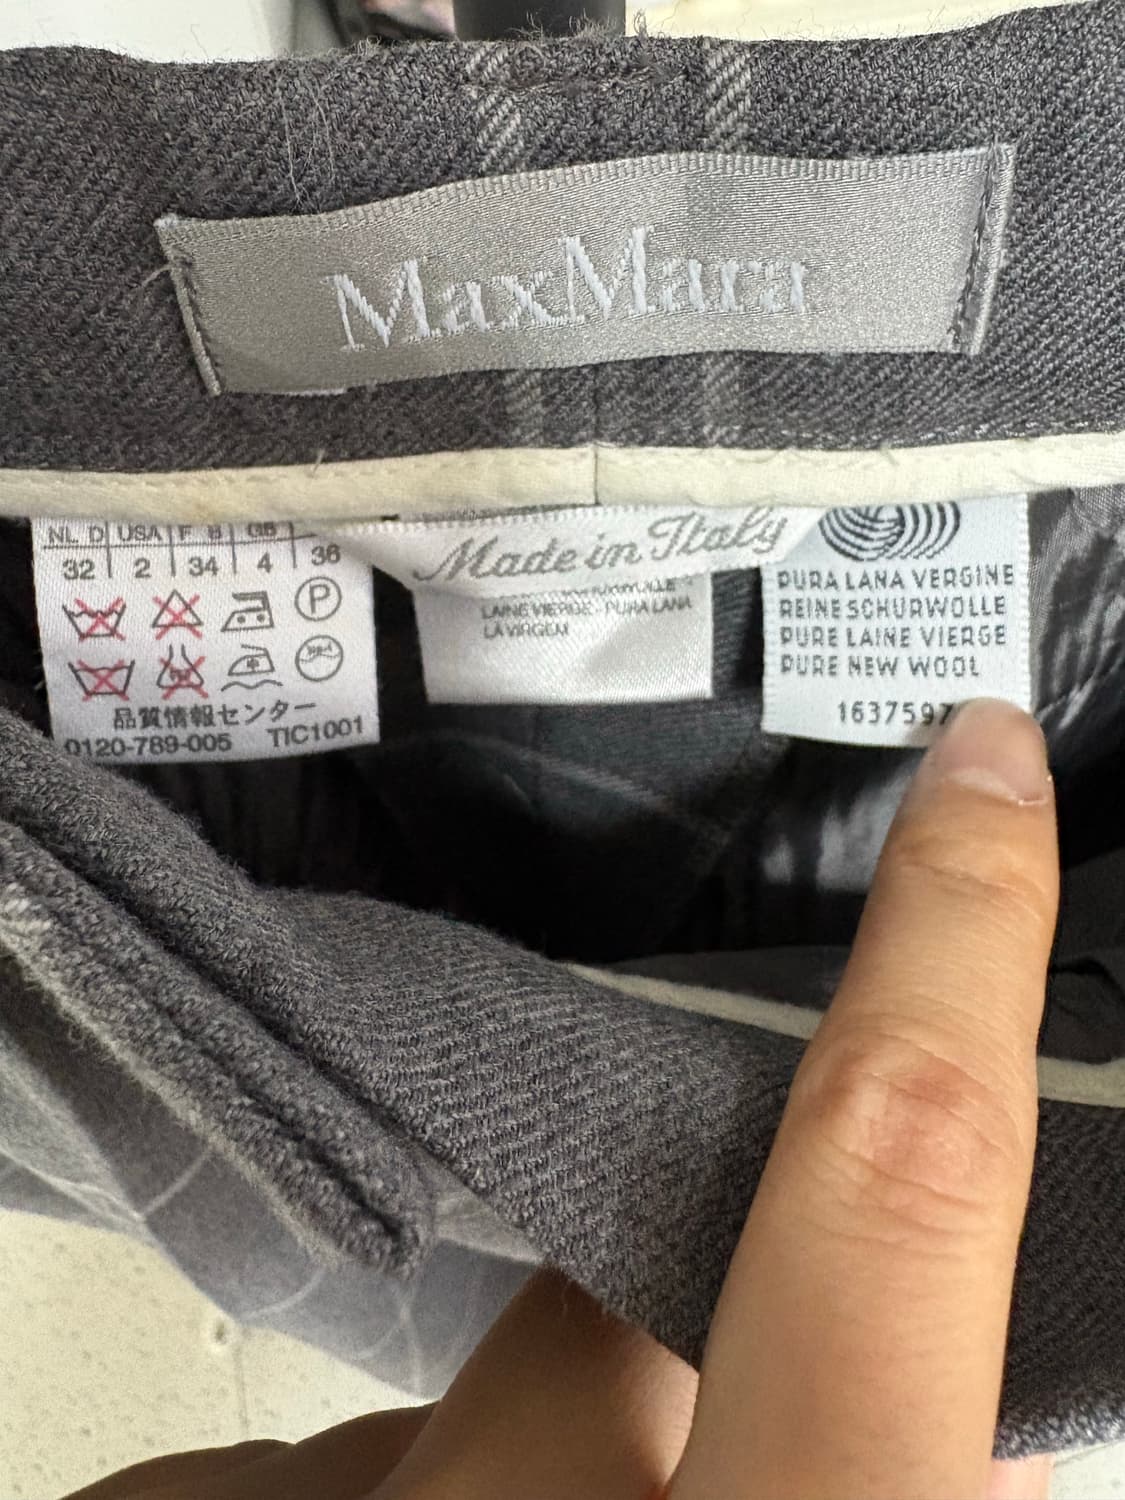 MaxMara
NL D USA F B GB
32 2 34 4 36
P
品質情報センター
0120-789-005 TIC1001
Made in Italy
LAINE VIERGE - PURA LANA
LA VIRGEM
PURA LANA VERGINE
REINE SCHURWOLLE
PURE LAINE VIERGE
PURE NEW WOOL
1637597